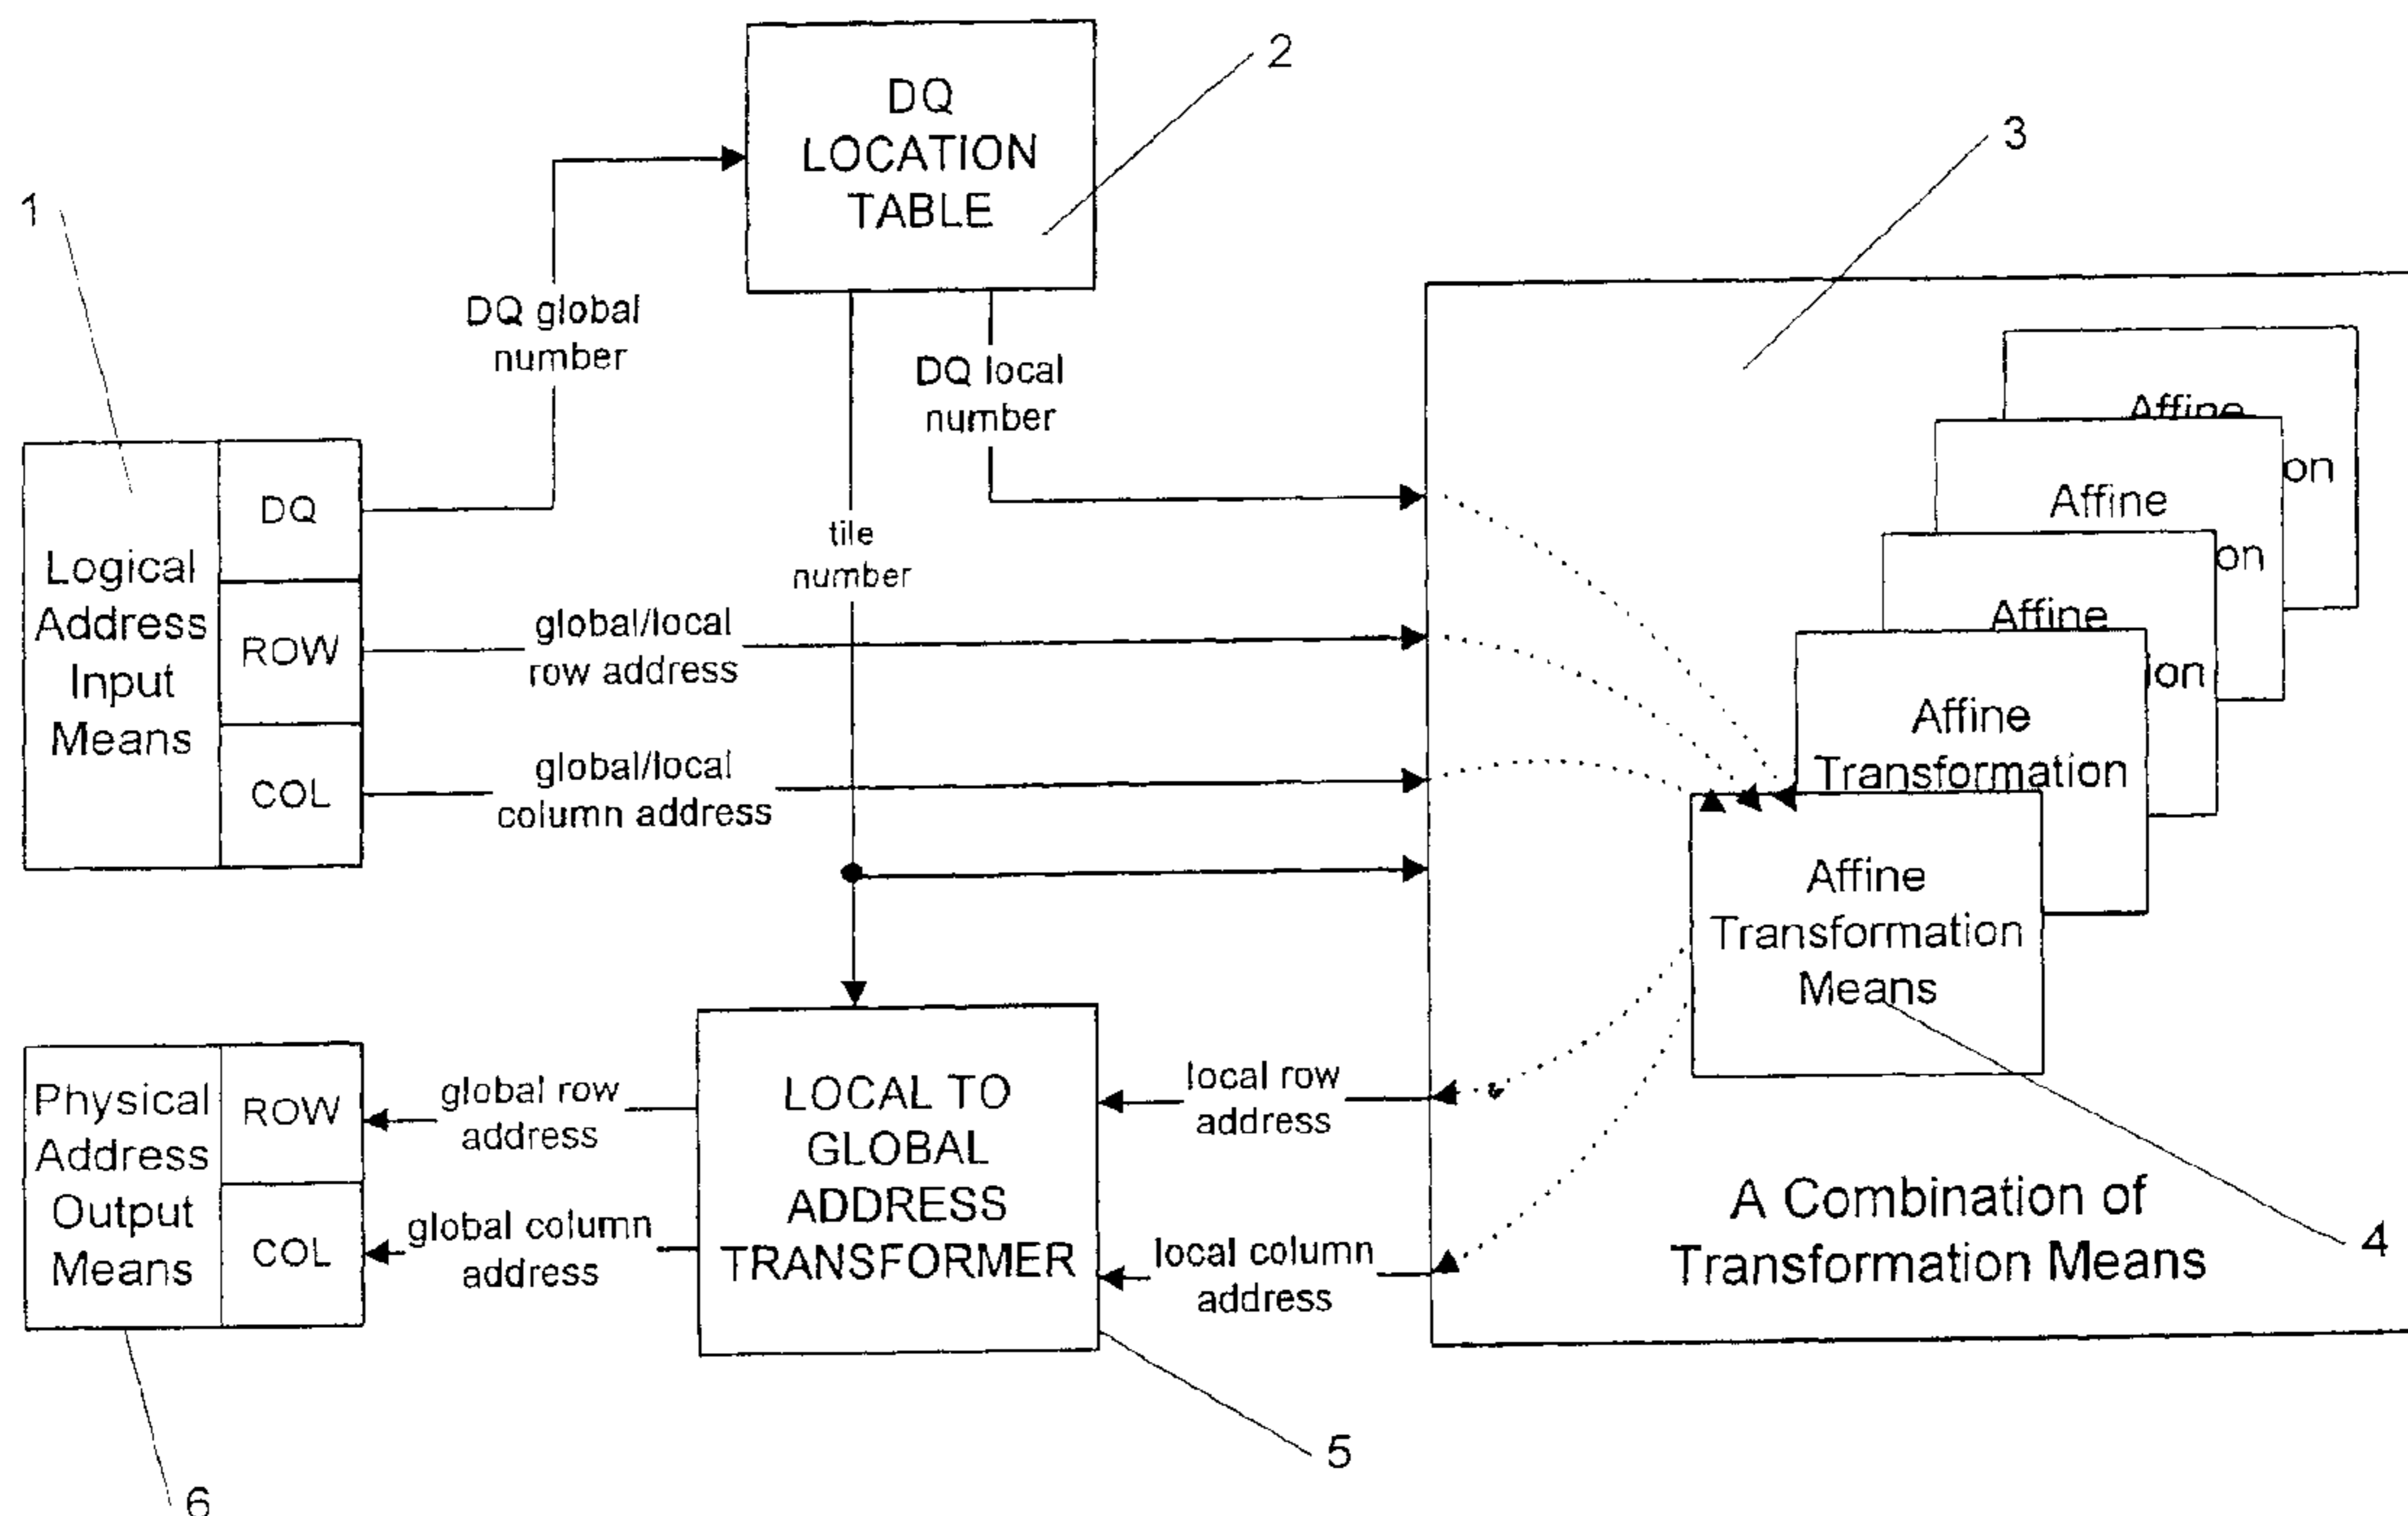 1
2
3
DQ
LOCATION
TABLE
DQ global
number
DQ local
number
tile
number
Logical
Address
Input
Means
DQ
ROW
COL
global/local
row address
global/local
column address
Affine
on
Affine
on
Affine
ion
Affine
Transformation
Affine
Transformation
Means
4
A Combination of
Transformation Means
local row
address
local column
address
LOCAL TO
GLOBAL
ADDRESS
TRANSFORMER
5
global row
address
global column
address
Physical
Address
Output
Means
ROW
COL
6